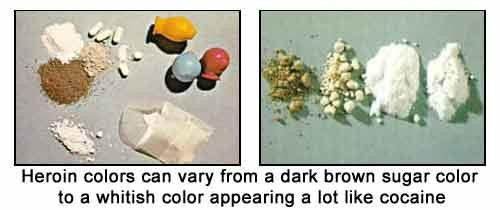 Heroin colors can vary from a dark brown sugar color
to a whitish color appearing a lot like cocaine